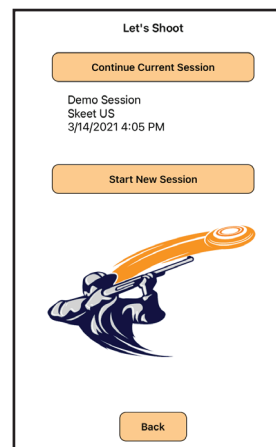 Let's Shoot
Continue Current Session
Demo Session
Skeet US
3/14/2021 4:05 PM
Start New Session
Back